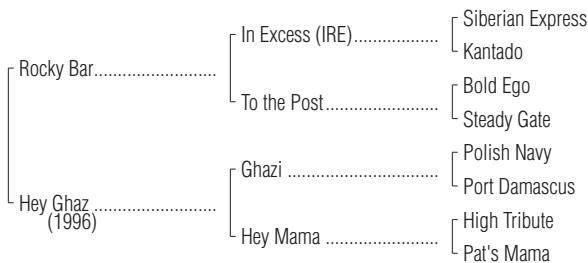 Siberian Express
In Excess (IRE)...................
Kantado
Rocky Bar...........................
Bold Ego
To the Post.........................
Steady Gate
Polish Navy
Ghazi .................................
Port Damascus
Hey Ghaz ...........................
(1996)
High Tribute
Hey Mama ..........................
Pat's Mama